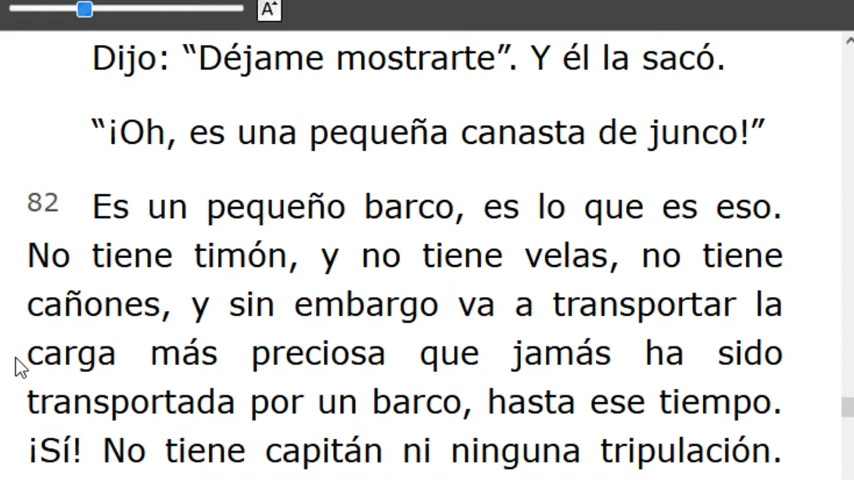 A
Dijo: “Déjame mostrarte”. Y él la sacó.
“¡Oh, es una pequeña canasta de junco!”
82 Es un pequeño barco, es lo que es eso.
No tiene timón, y no tiene velas, no tiene
cañones, y sin embargo va a transportar la
carga más preciosa que jamás ha sido
transportada por un barco, hasta ese tiempo.
¡Sí! No tiene capitán ni ninguna tripulación.